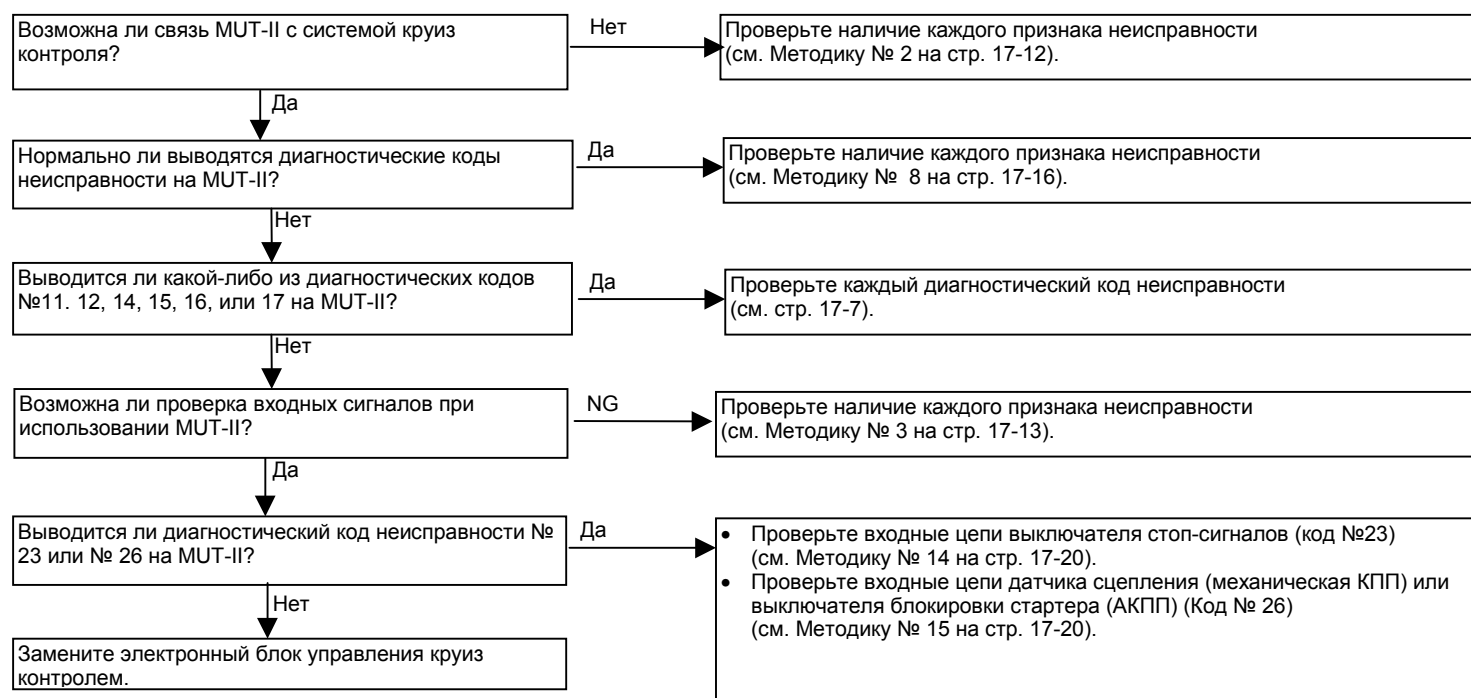 Возможна ли связь MUT-II с системой круиз
контроля?
Нет
Проверьте наличие каждого признака неисправности
(см. Методику № 2 на стр. 17-12).
Да
Нормально ли выводятся диагностические коды
неисправности на MUT-II?
Да
Проверьте наличие каждого признака неисправности
(см. Методику № 8 на стр. 17-16).
Нет
Выводится ли какой-либо из диагностических кодов
№11. 12, 14, 15, 16, или 17 на MUT-II?
Да
Проверьте каждый диагностический код неисправности
(см. стр. 17-7).
Нет
Возможна ли проверка входных сигналов при
использовании MUT-II?
NG
Проверьте наличие каждого признака неисправности
(см. Методику № 3 на стр. 17-13).
Да
Выводится ли диагностический код неисправности №
23 или № 26 на MUT-II?
Да
• Проверьте входные цепи выключателя стоп-сигналов (код №23)
(см. Методику № 14 на стр. 17-20).
• Проверьте входные цепи датчика сцепления (механическая КПП) или
выключателя блокировки стартера (АКПП) (Код № 26)
(см. Методику № 15 на стр. 17-20).
Нет
Замените электронный блок управления круиз
контролем.